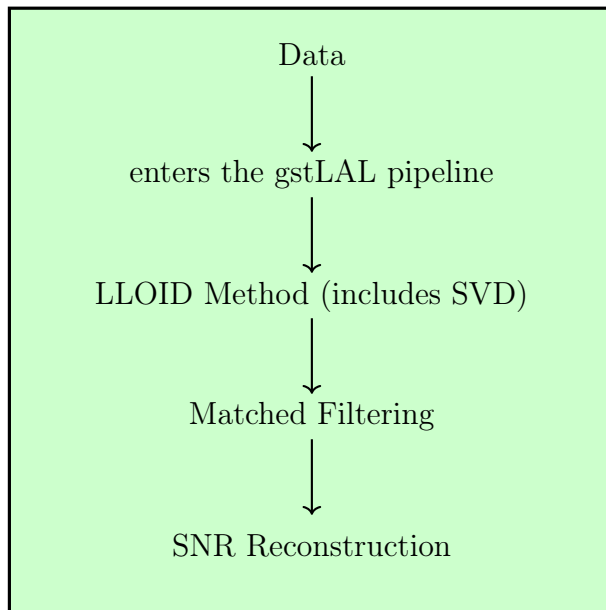 Data
enters the gstLAL pipeline
LLOID Method (includes SVD)
Matched Filtering
SNR Reconstruction